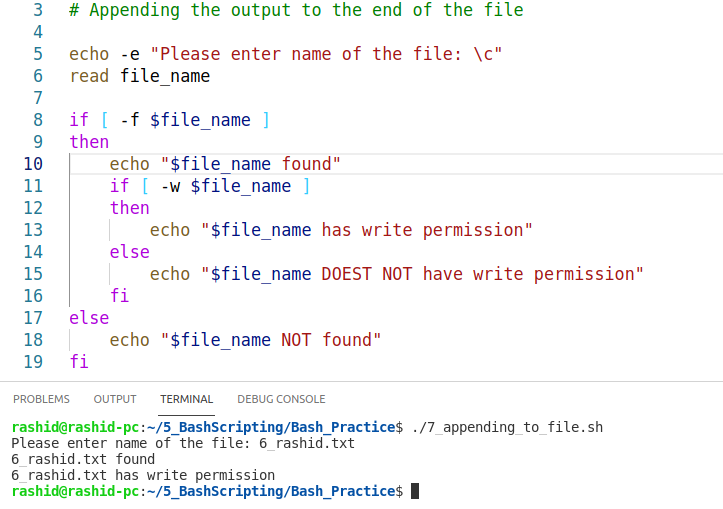 3 # Appending the output to the end of the file
4
5 echo -e "Please enter name of the file: \c"
6 read file_name
7
8 if [ -f $file_name ]
9 then
10     echo "$file_name found"
11     if [ -w $file_name ]
12     then
13         echo "$file_name has write permission"
14     else
15         echo "$file_name DOEST NOT have write permission"
16     fi
17 else
18     echo "$file_name NOT found"
19 fi
PROBLEMS OUTPUT TERMINAL DEBUG CONSOLE
rashid@rashid-pc:~/5_BashScripting/Bash_Practice$ ./7_appending_to_file.sh
Please enter name of the file: 6_rashid.txt
6_rashid.txt found
6_rashid.txt has write permission
rashid@rashid-pc:~/5_BashScripting/Bash_Practice$